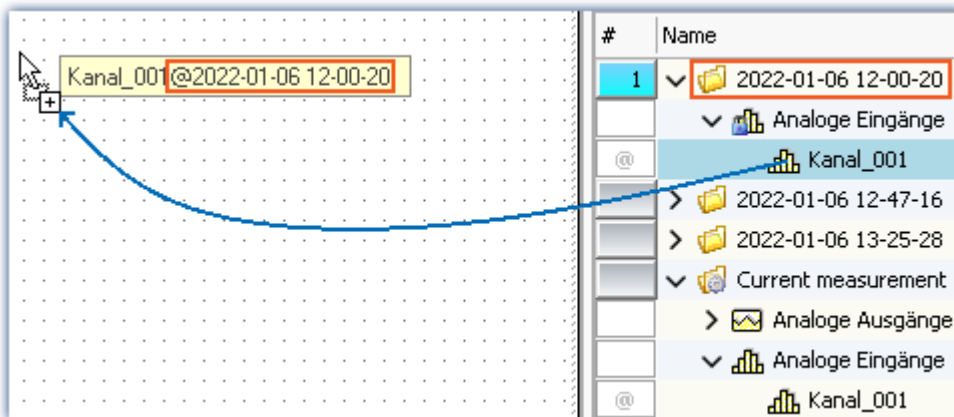 Kanal_001@2022-01-06 12-00-20
# Name
1 2022-01-06 12-00-20
Analoge Eingänge
@ Kanal_001
2022-01-06 12-47-16
2022-01-06 13-25-28
Current measurement
Analoge Ausgänge
Analoge Eingänge
@ Kanal_001